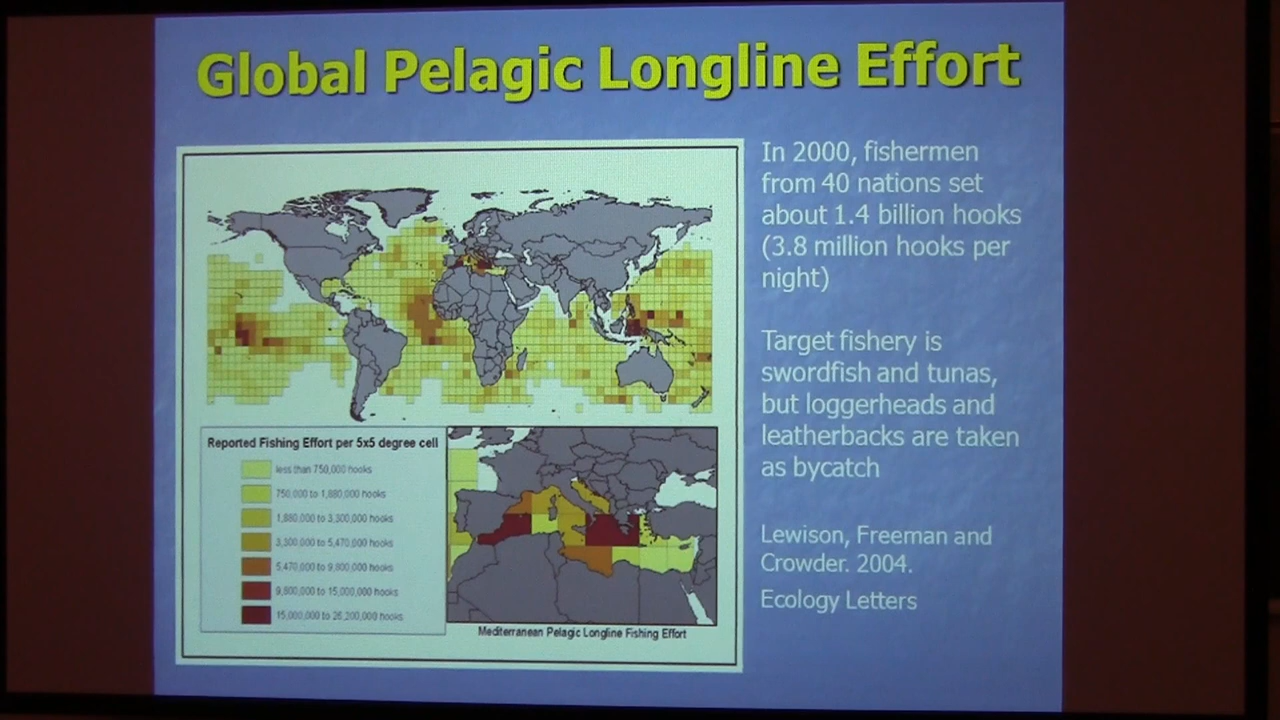 Global Pelagic Longline Effort
In 2000, fishermen
from 40 nations set
about 1.4 billion hooks
(3.8 million hooks per
night)
Target fishery is
swordfish and tunas,
but loggerheads and
leatherbacks are taken
as bycatch
Lewison, Freeman and
Crowder. 2004.
Ecology Letters
Reported Fishing Effort per 5x5 degree cell
less than 750,000 hooks
750,000 to 1,880,000 hooks
1,880,000 to 3,300,000 hooks
3,300,000 to 5,470,000 hooks
5,470,000 to 9,800,000 hooks
9,800,000 to 15,000,000 hooks
15,000,000 to 26,200,000 hooks
Mediterranean Pelagic Longline Fishing Effort